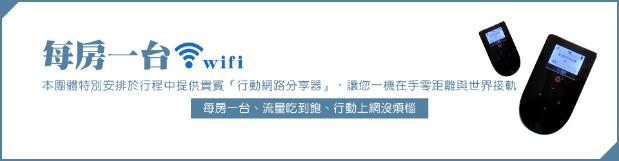 每房一台 wifi
本團體特別安排於行程中提供貴賓『行動網路分享器』，讓您一機在手零距離與世界接軌
每房一台、流量吃到飽、行動上網沒煩惱